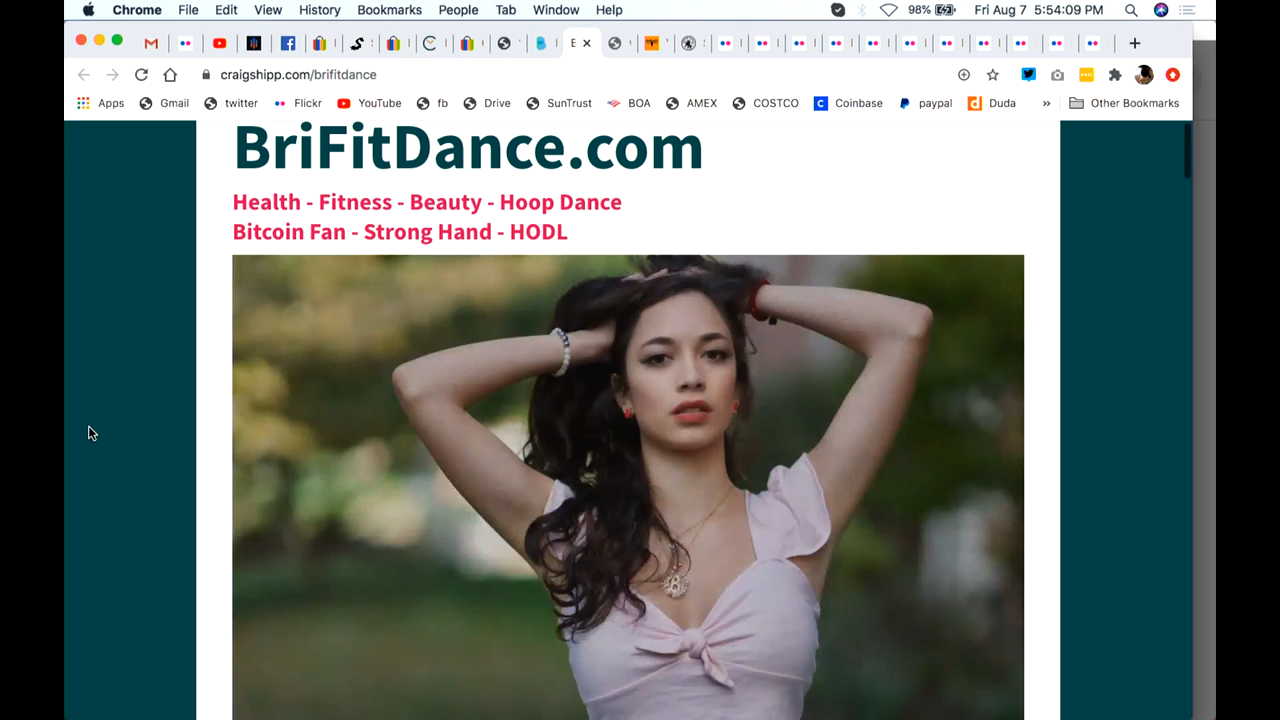 Chrome File Edit View History Bookmarks People Tab Window Help 98% Fri Aug 7 5:54:09 PM
craigshipp.com/brifitdance
Apps Gmail twitter Flickr YouTube fb Drive SunTrust BOA AMEX COSTCO Coinbase paypal Duda » Other Bookmarks
BriFitDance.com
Health - Fitness - Beauty - Hoop Dance
Bitcoin Fan - Strong Hand - HODL